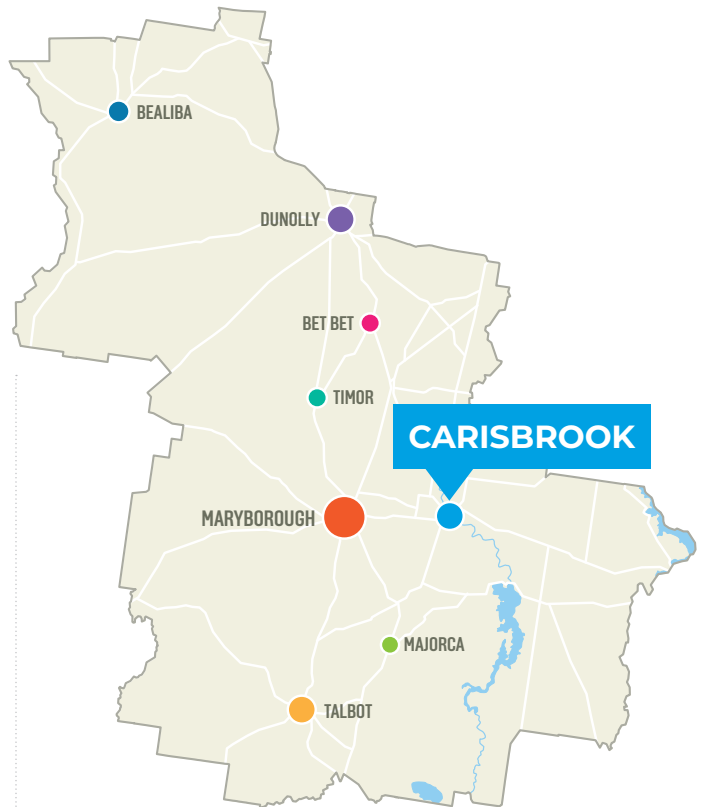 BEALIBA
DUNOLLY
BET BET
TIMOR
CARISBROOK
MARYBOROUGH
MAJORCA
TALBOT